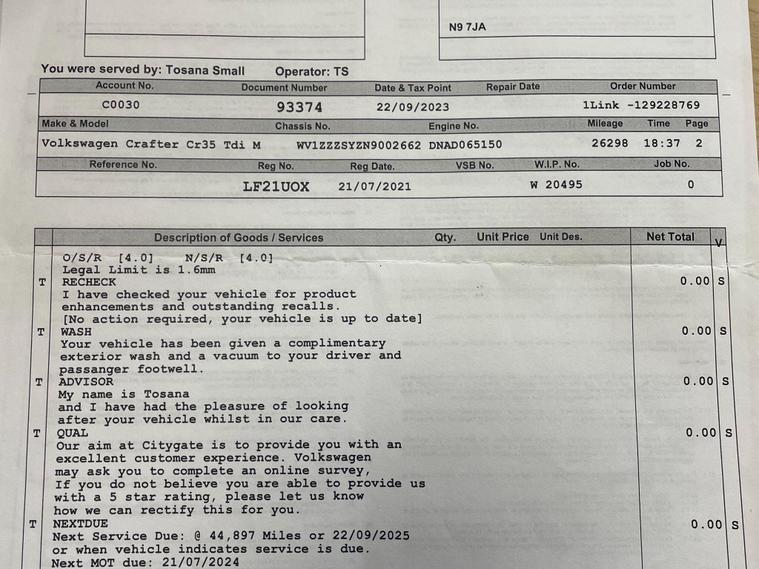 N9 7JA
You were served by: Tosana Small Operator: TS
Account No. Document Number Date & Tax Point Repair Date Order Number
C0030 93374 22/09/2023 1Link -129228769
Make & Model Chassis No. Engine No. Mileage Time Page
Volkswagen Crafter Cr35 Tdi M WV1ZZZSYZN9002662 DNAD065150 26298 18:37 2
Reference No. Reg No. Reg Date. VSB No. W.I.P. No. Job No.
LF21UOX 21/07/2021 W 20495 0
Description of Goods / Services Qty. Unit Price Unit Des. Net Total V
O/S/R [4.0] N/S/R [4.0]
Legal Limit is 1.6mm
T RECHECK 0.00 S
I have checked your vehicle for product
enhancements and outstanding recalls.
[No action required, your vehicle is up to date]
T WASH 0.00 S
Your vehicle has been given a complimentary
exterior wash and a vacuum to your driver and
passanger footwell.
T ADVISOR 0.00 S
My name is Tosana
and I have had the pleasure of looking
after your vehicle whilst in our care.
T QUAL 0.00 S
Our aim at Citygate is to provide you with an
excellent customer experience. Volkswagen
may ask you to complete an online survey,
If you do not believe you are able to provide us
with a 5 star rating, please let us know
how we can rectify this for you.
T NEXTDUE 0.00 S
Next Service Due: @ 44,897 Miles or 22/09/2025
or when vehicle indicates service is due.
Next MOT due: 21/07/2024